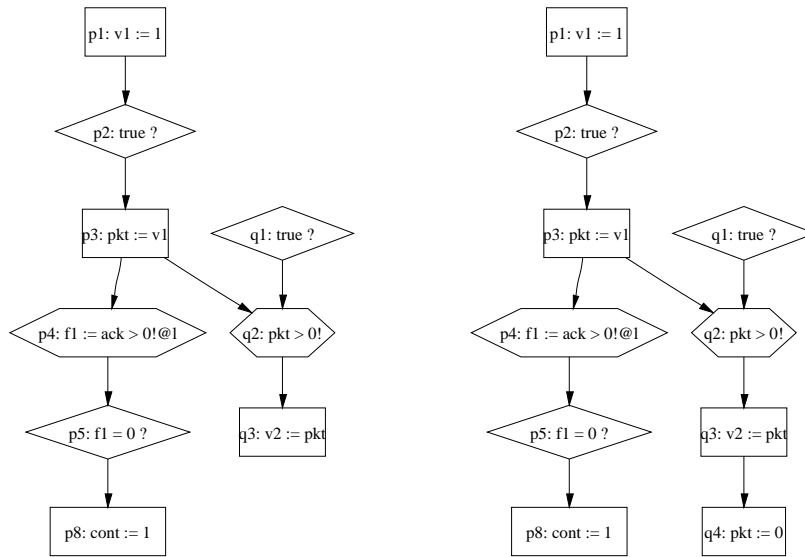 p1: v1 := 1
p2: true ?
p3: pkt := v1
q1: true ?
p4: f1 := ack > 0!@l
q2: pkt > 0!
p5: f1 = 0 ?
q3: v2 := pkt
p8: cont := 1
p1: v1 := 1
p2: true ?
p3: pkt := v1
q1: true ?
p4: f1 := ack > 0!@l
q2: pkt > 0!
p5: f1 = 0 ?
q3: v2 := pkt
p8: cont := 1
q4: pkt := 0